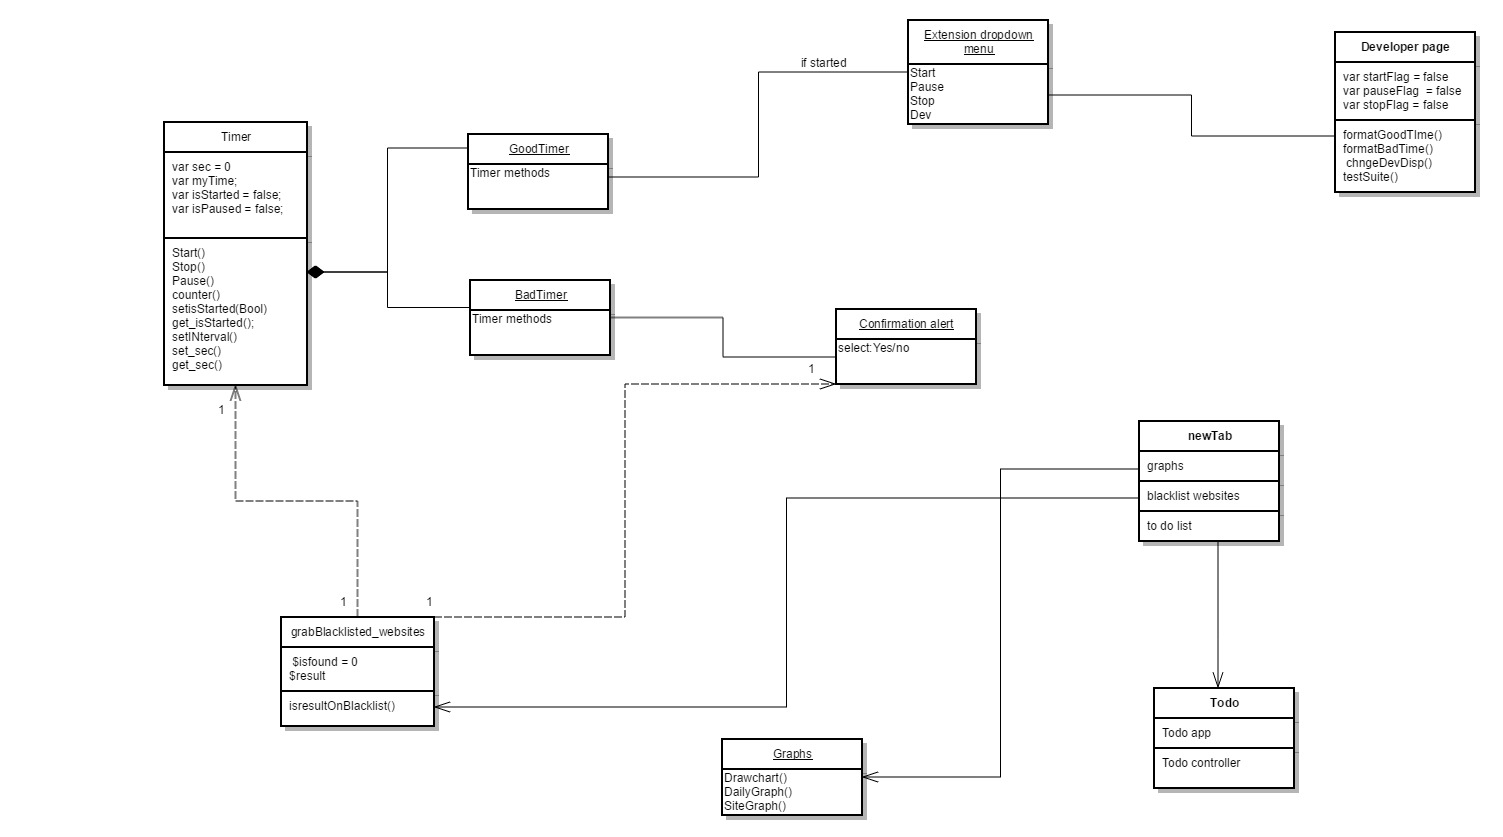 Extension dropdown
menu
Start
Pause
Stop
Dev
if started
Developer page
var startFlag = false
var pauseFlag  = false
var stopFlag = false
formatGoodTIme()
formatBadTime()
chngeDevDisp()
testSuite()
Timer
var sec = 0
var myTime;
var isStarted = false;
var isPaused = false;
Start()
Stop()
Pause()
counter()
setisStarted(Bool)
get_isStarted();
setINterval()
set_sec()
get_sec()
GoodTimer
Timer methods
BadTimer
Timer methods
Confirmation alert
select:Yes/no
1
1
newTab
graphs
blacklist websites
to do list
1
1
grabBlacklisted_websites
$isfound = 0
$result
isresultOnBlacklist()
Graphs
Drawchart()
DailyGraph()
SiteGraph()
Todo
Todo app
Todo controller